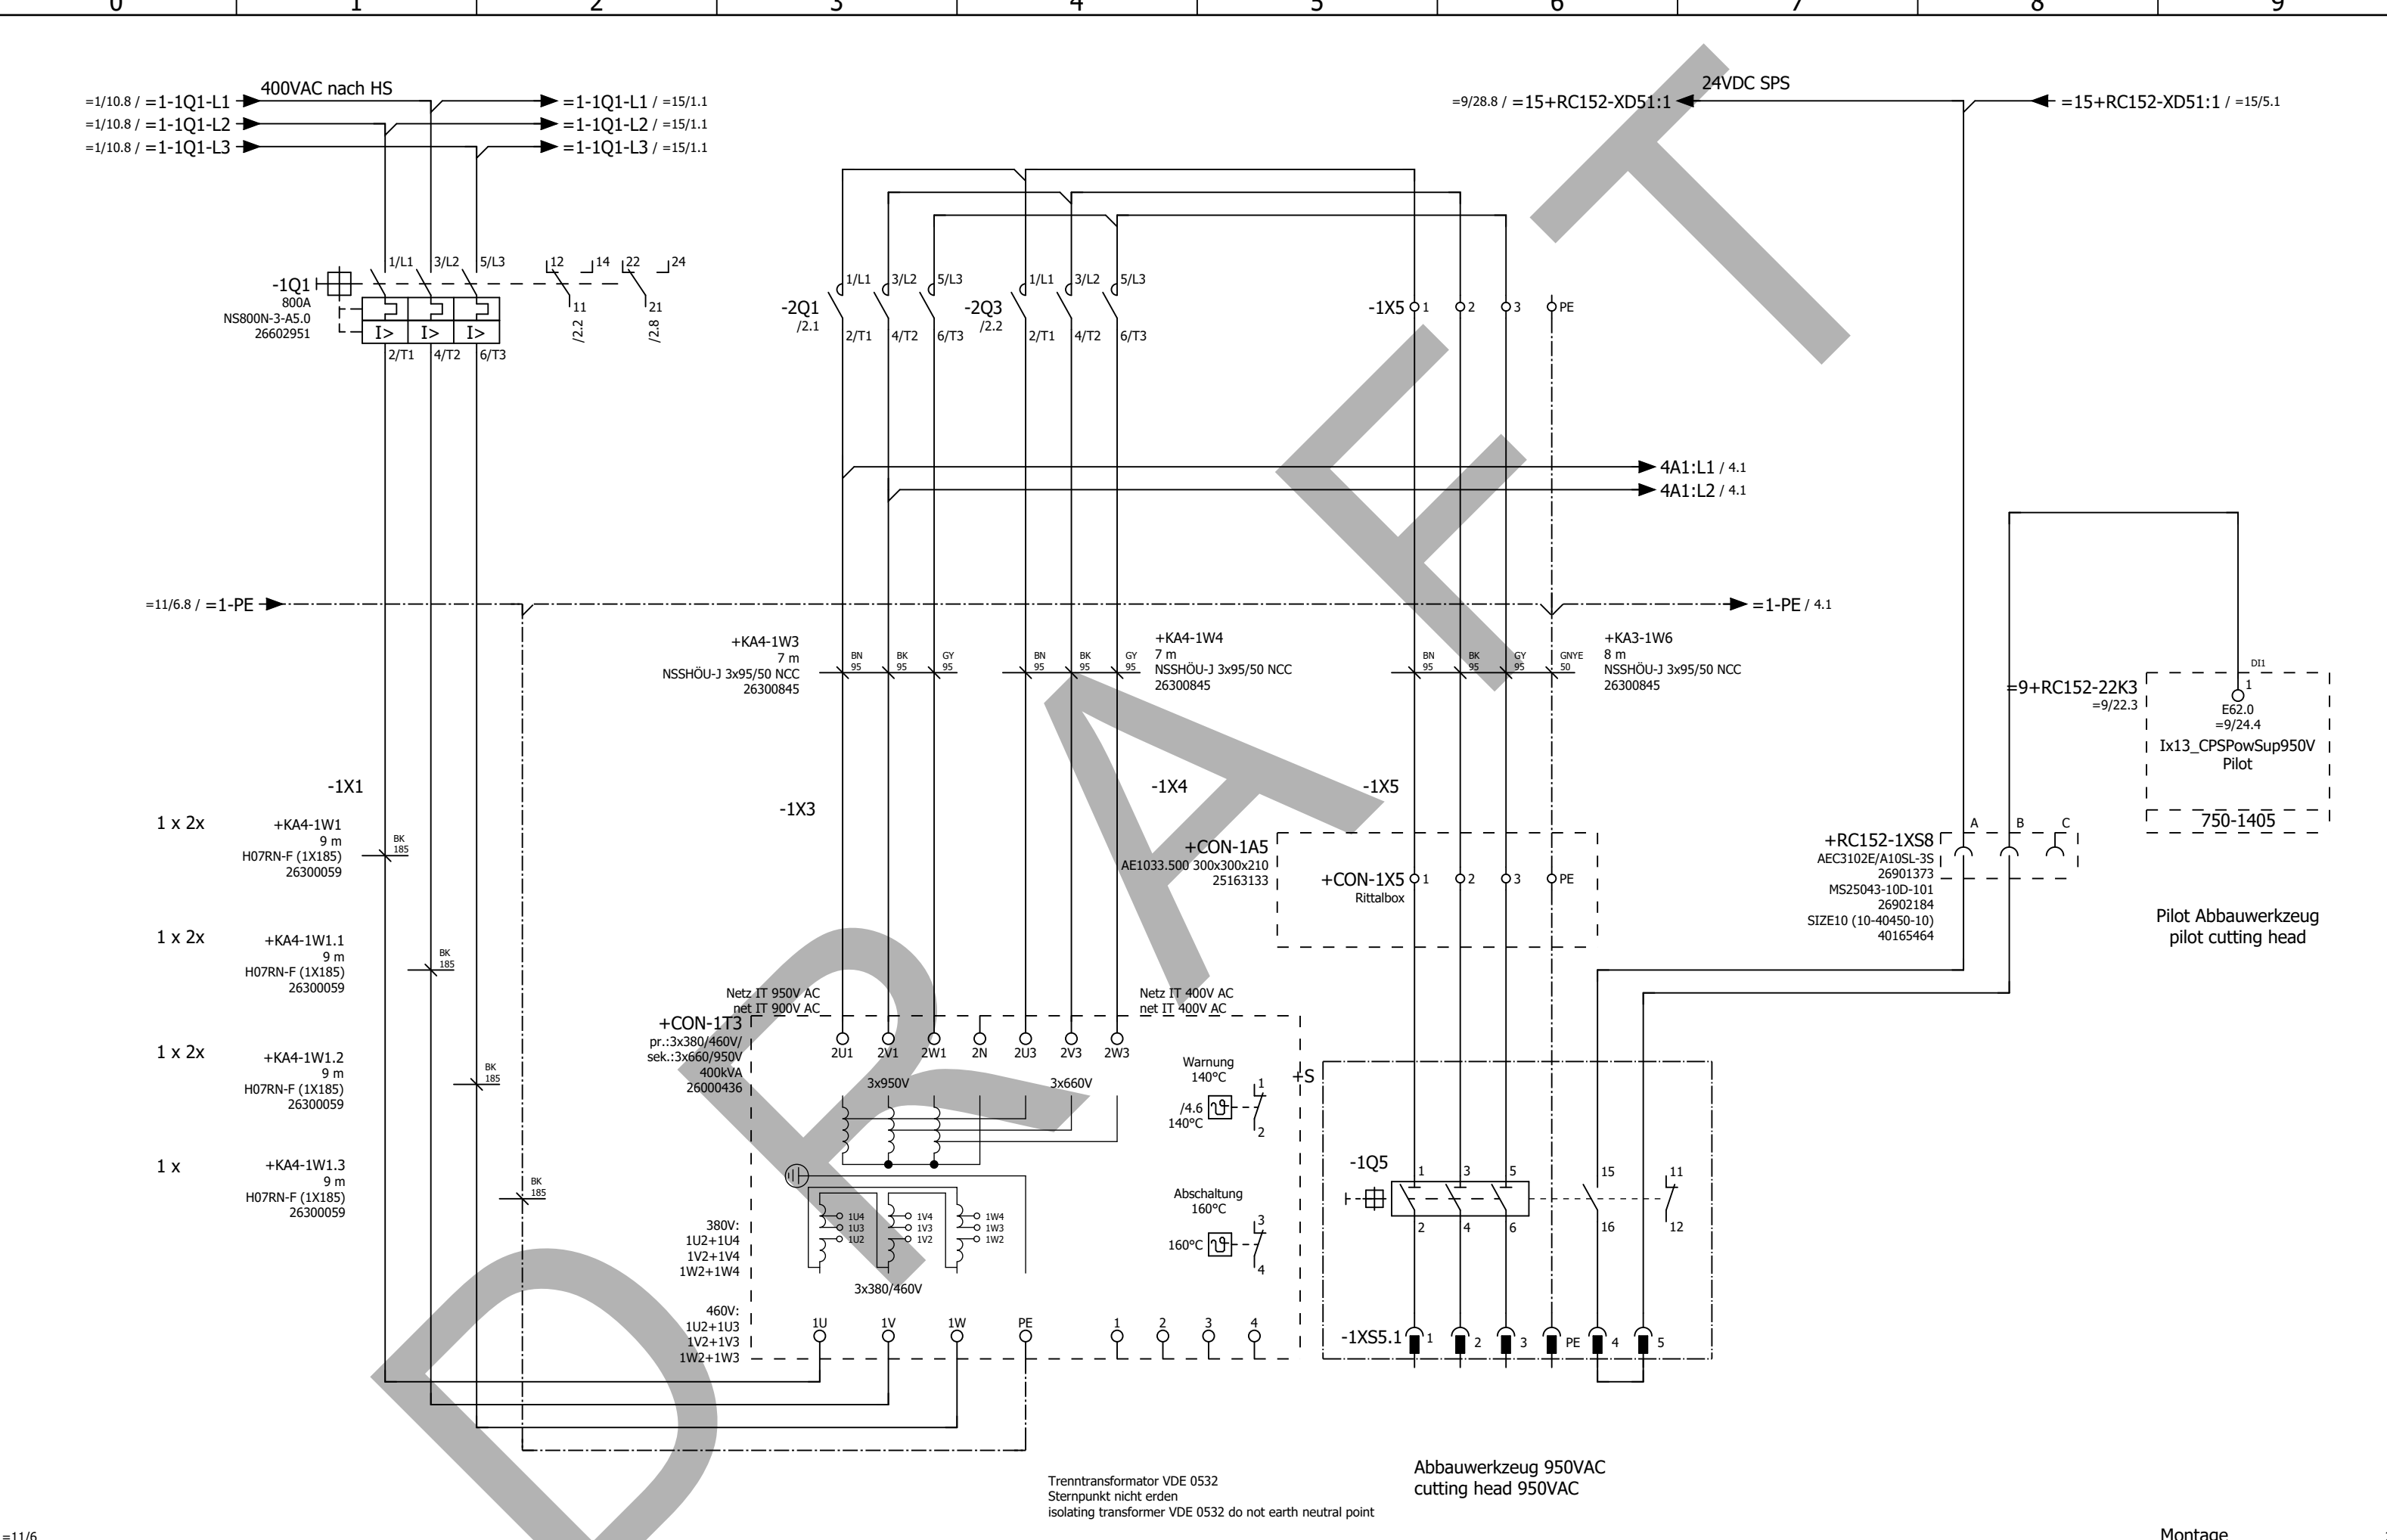 0 1 2 3 4 5 6 7 8 9
400VAC nach HS
=1/10.8 / =1-1Q1-L1
=1-1Q1-L1 / =15/1.1
=1/10.8 / =1-1Q1-L2
=1-1Q1-L2 / =15/1.1
=1/10.8 / =1-1Q1-L3
=1-1Q1-L3 / =15/1.1
24VDC SPS
=9/28.8 / =15+RC152-XD51:1
=15+RC152-XD51:1 / =15/5.1
-1Q1
800A
NS800N-3-A5.0
26602951
1/L1 3/L2 5/L3
I> I> I>
2/T1 4/T2 6/T3
12 14 22 24
11 21
/2.2 /2.8
-2Q1
/2.1
1/L1 3/L2 5/L3
2/T1 4/T2 6/T3
-2Q3
/2.2
1/L1 3/L2 5/L3
2/T1 4/T2 6/T3
-1X5 1 2 3 PE
4A1:L1 / 4.1
4A1:L2 / 4.1
=11/6.8 / =1-PE
=1-PE / 4.1
+KA4-1W3
7 m
NSSHÖU-J 3x95/50 NCC
26300845
BN BK GY
95 95 95
+KA4-1W4
7 m
NSSHÖU-J 3x95/50 NCC
26300845
BN BK GY
95 95 95
+KA3-1W6
8 m
NSSHÖU-J 3x95/50 NCC
26300845
BN BK GY GNYE
95 95 95 50
=9+RC152-22K3
=9/22.3
DI1
1
E62.0
=9/24.4
Ix13_CPSPowSup950V
Pilot
750-1405
-1X1
-1X3
-1X4
-1X5
1 x 2x
+KA4-1W1
9 m
H07RN-F (1X185)
26300059
BK
185
1 x 2x
+KA4-1W1.1
9 m
H07RN-F (1X185)
26300059
BK
185
1 x 2x
+KA4-1W1.2
9 m
H07RN-F (1X185)
26300059
BK
185
1 x
+KA4-1W1.3
9 m
H07RN-F (1X185)
26300059
BK
185
+CON-1A5
AE1033.500 300x300x210
25163133
+CON-1X5 1 2 3 PE
Rittalbox
+RC152-1XS8
AEC3102E/A10SL-3S
26901373
MS25043-10D-101
26902184
SIZE10 (10-40450-10)
40165464
A B C
Pilot Abbauwerkzeug
pilot cutting head
Netz IT 950V AC
net IT 900V AC
Netz IT 400V AC
net IT 400V AC
+CON-1T3
pr.:3x380/460V/
sek.:3x660/950V
400kVA
26000436
2U1 2V1 2W1 2N 2U3 2V3 2W3
3x950V 3x660V
Warnung
140°C
/4.6
140°C
1
2
Abschaltung
160°C
160°C
3
4
1U4 1V4 1W4
1U3 1V3 1W3
1U2 1V2 1W2
3x380/460V
380V:
1U2+1U4
1V2+1V4
1W2+1W4
460V:
1U2+1U3
1V2+1V3
1W2+1W3
1U 1V 1W PE 1 2 3 4
+S
-1Q5
1 3 5 15 11
2 4 6 16 12
-1XS5.1 1 2 3 PE 4 5
Trenntransformator VDE 0532
Sternpunkt nicht erden
isolating transformer VDE 0532 do not earth neutral point
Abbauwerkzeug 950VAC
cutting head 950VAC
=11/6
Montage
DRAFT